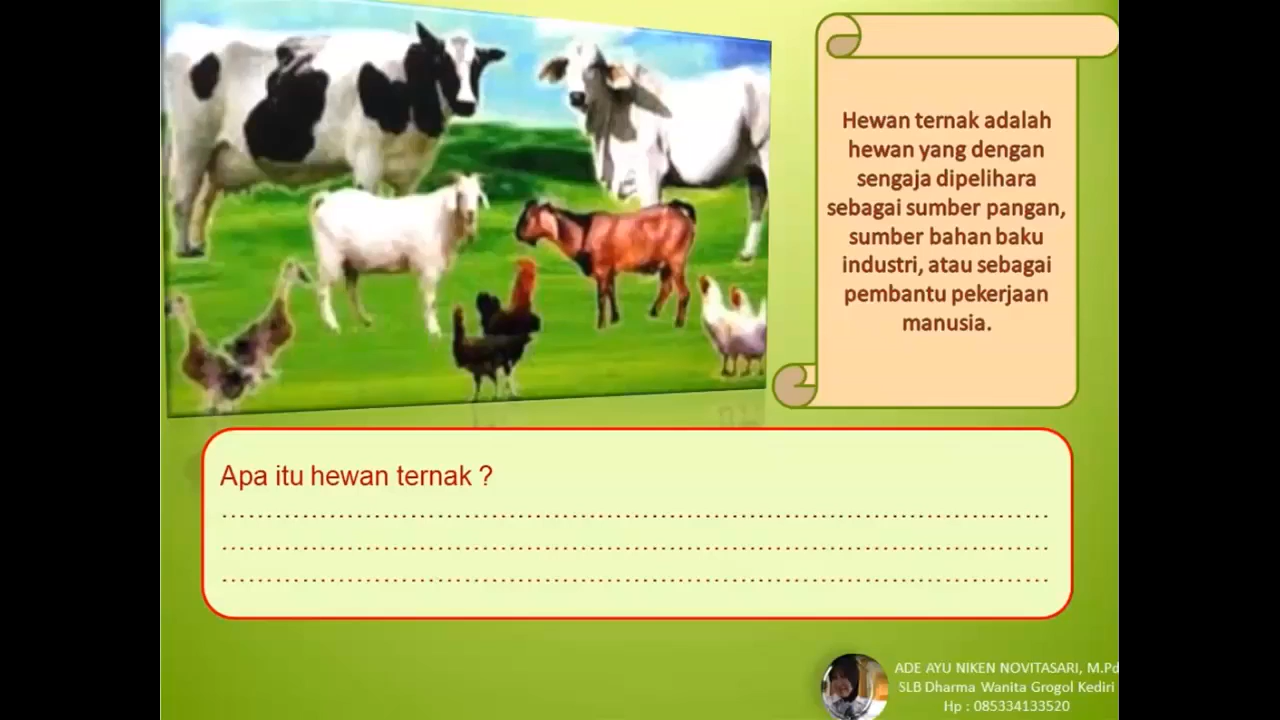 Hewan ternak adalah
hewan yang dengan
sengaja dipelihara
sebagai sumber pangan,
sumber bahan baku
industri, atau sebagai
pembantu pekerjaan
manusia.
Apa itu hewan ternak ?
................................................................................
................................................................................
................................................................................
ADE AYU NIKEN NOVITASARI, M.Pd
SLB Dharma Wanita Grogol Kediri
Hp : 085334133520